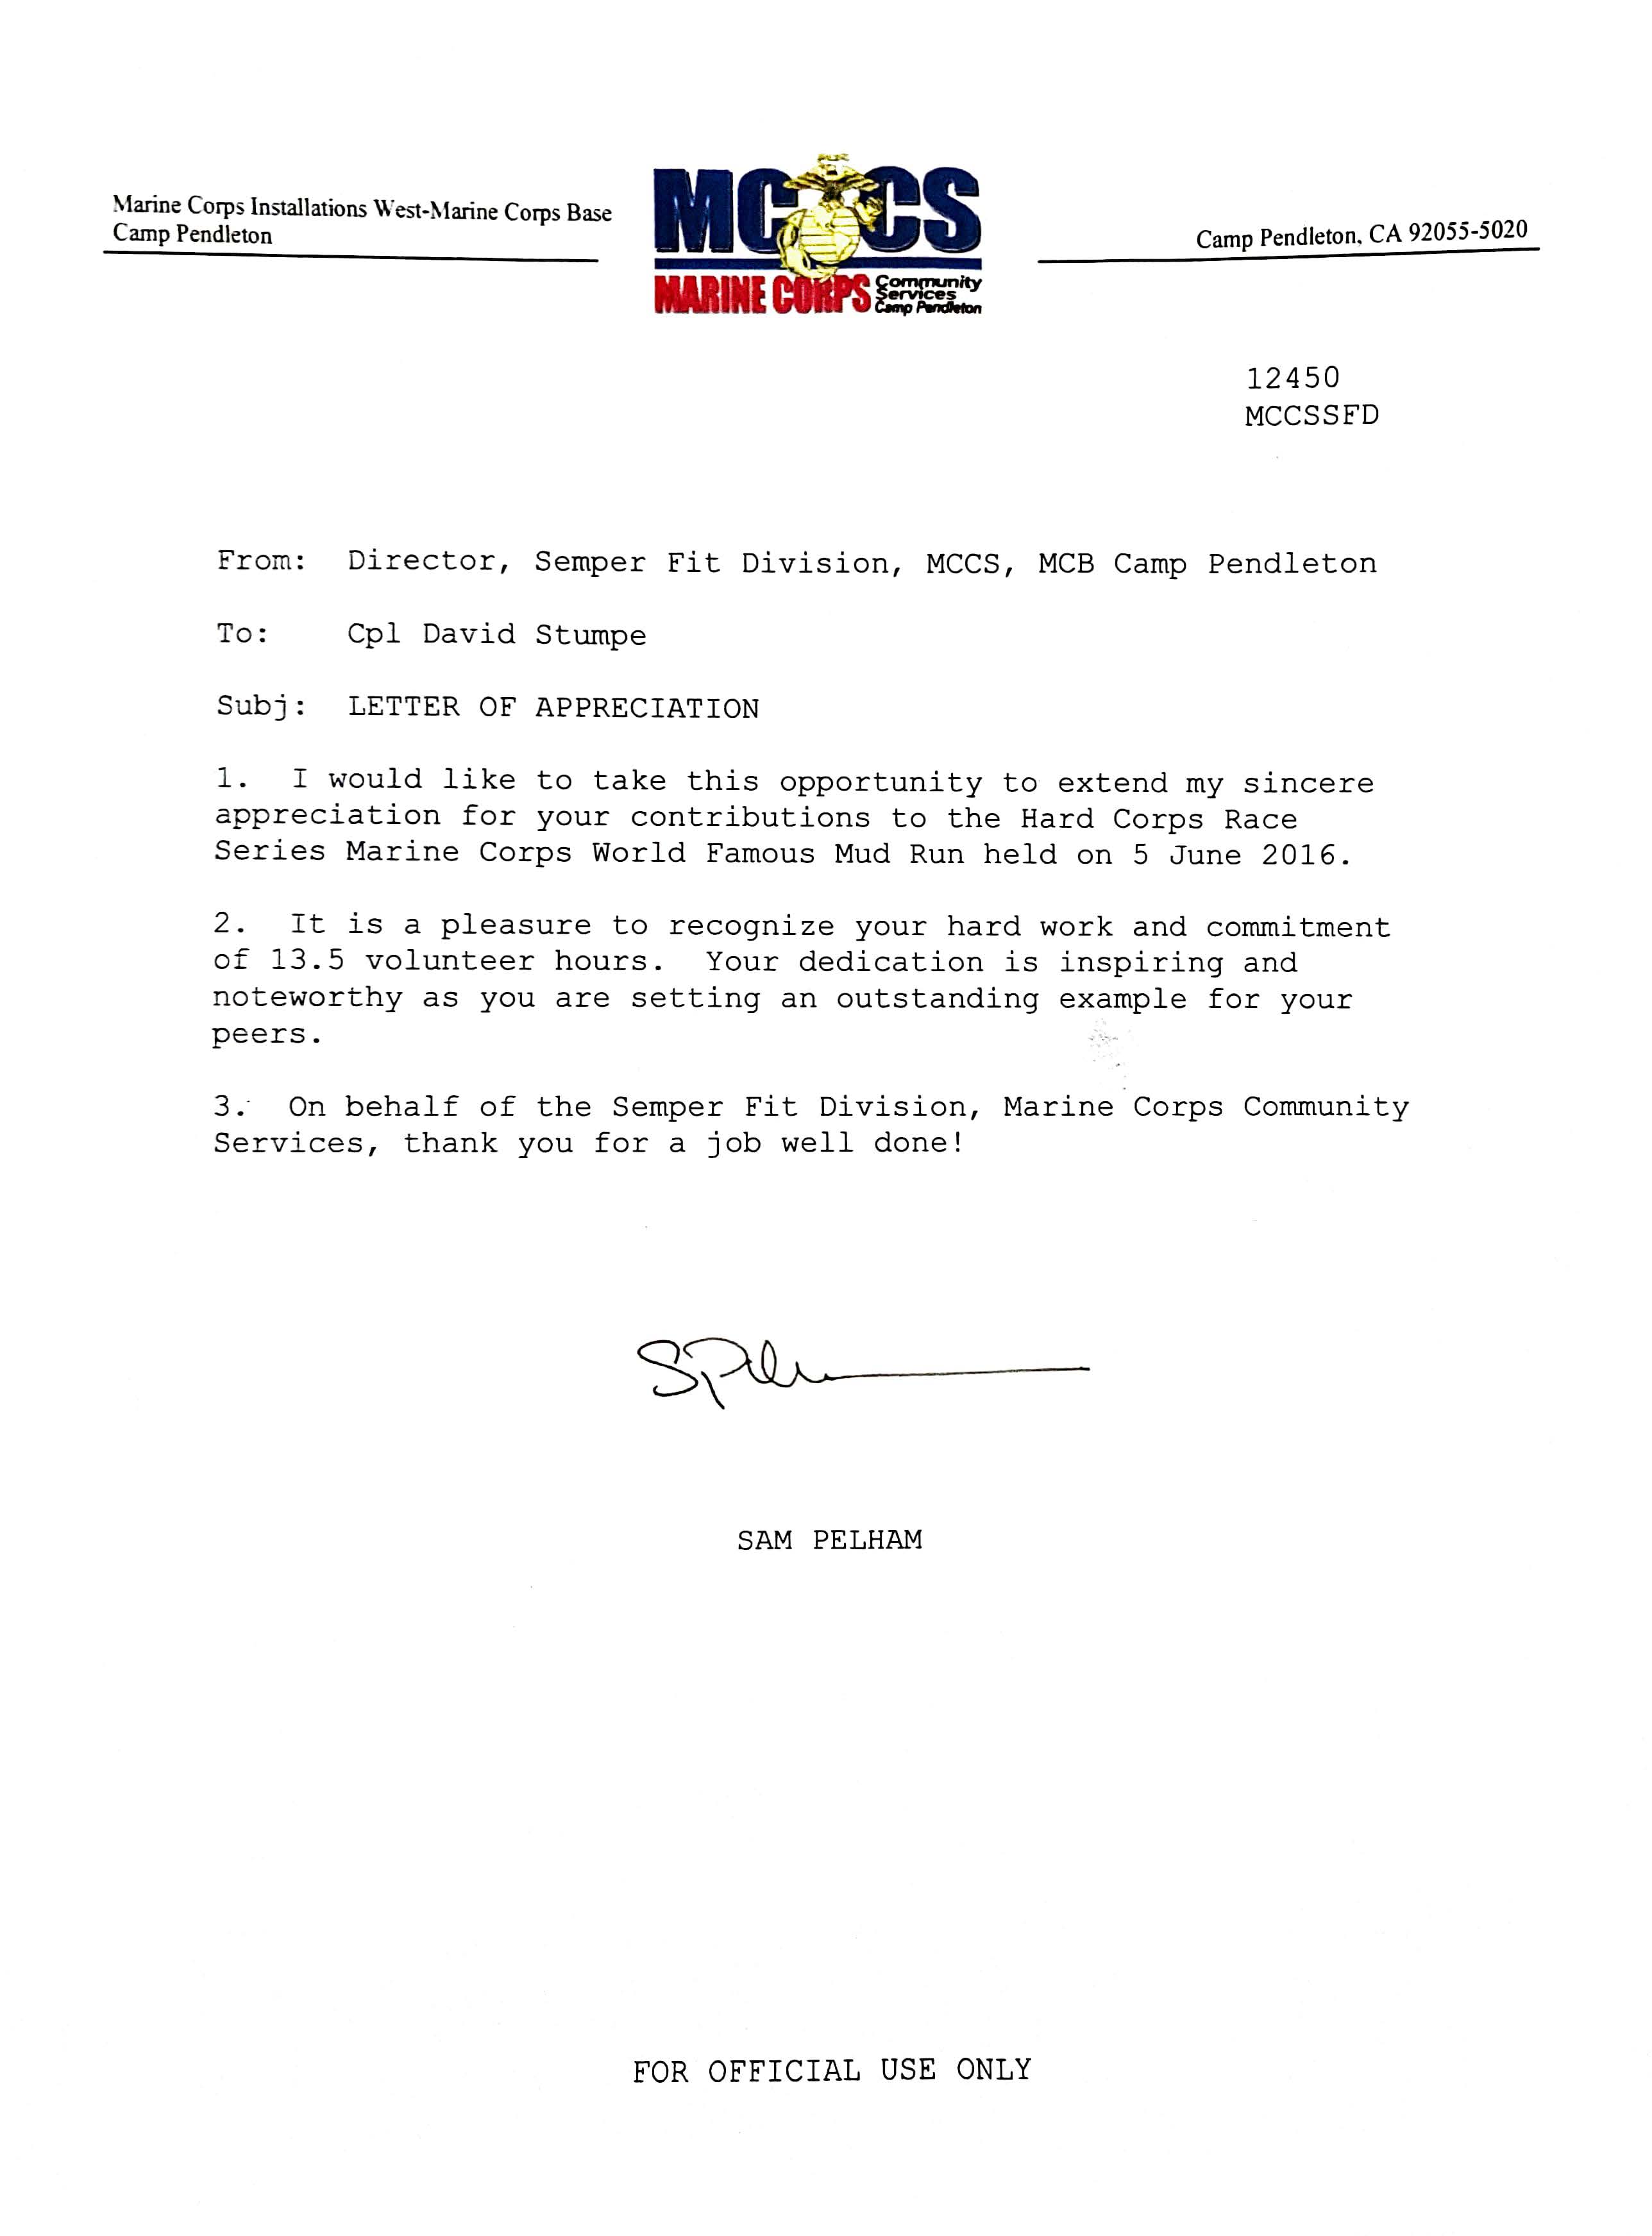 Marine Corps Installations West-Marine Corps Base
Camp Pendleton
MCCS
MARINE CORPS Community
Services
Camp Pendleton
Camp Pendleton, CA 92055-5020
12450
MCCSSFD
From: Director, Semper Fit Division, MCCS, MCB Camp Pendleton
To: Cpl David Stumpe
Subj: LETTER OF APPRECIATION
1. I would like to take this opportunity to extend my sincere
appreciation for your contributions to the Hard Corps Race
Series Marine Corps World Famous Mud Run held on 5 June 2016.
2. It is a pleasure to recognize your hard work and commitment
of 13.5 volunteer hours. Your dedication is inspiring and
noteworthy as you are setting an outstanding example for your
peers.
3. On behalf of the Semper Fit Division, Marine Corps Community
Services, thank you for a job well done!
SAM PELHAM
FOR OFFICIAL USE ONLY